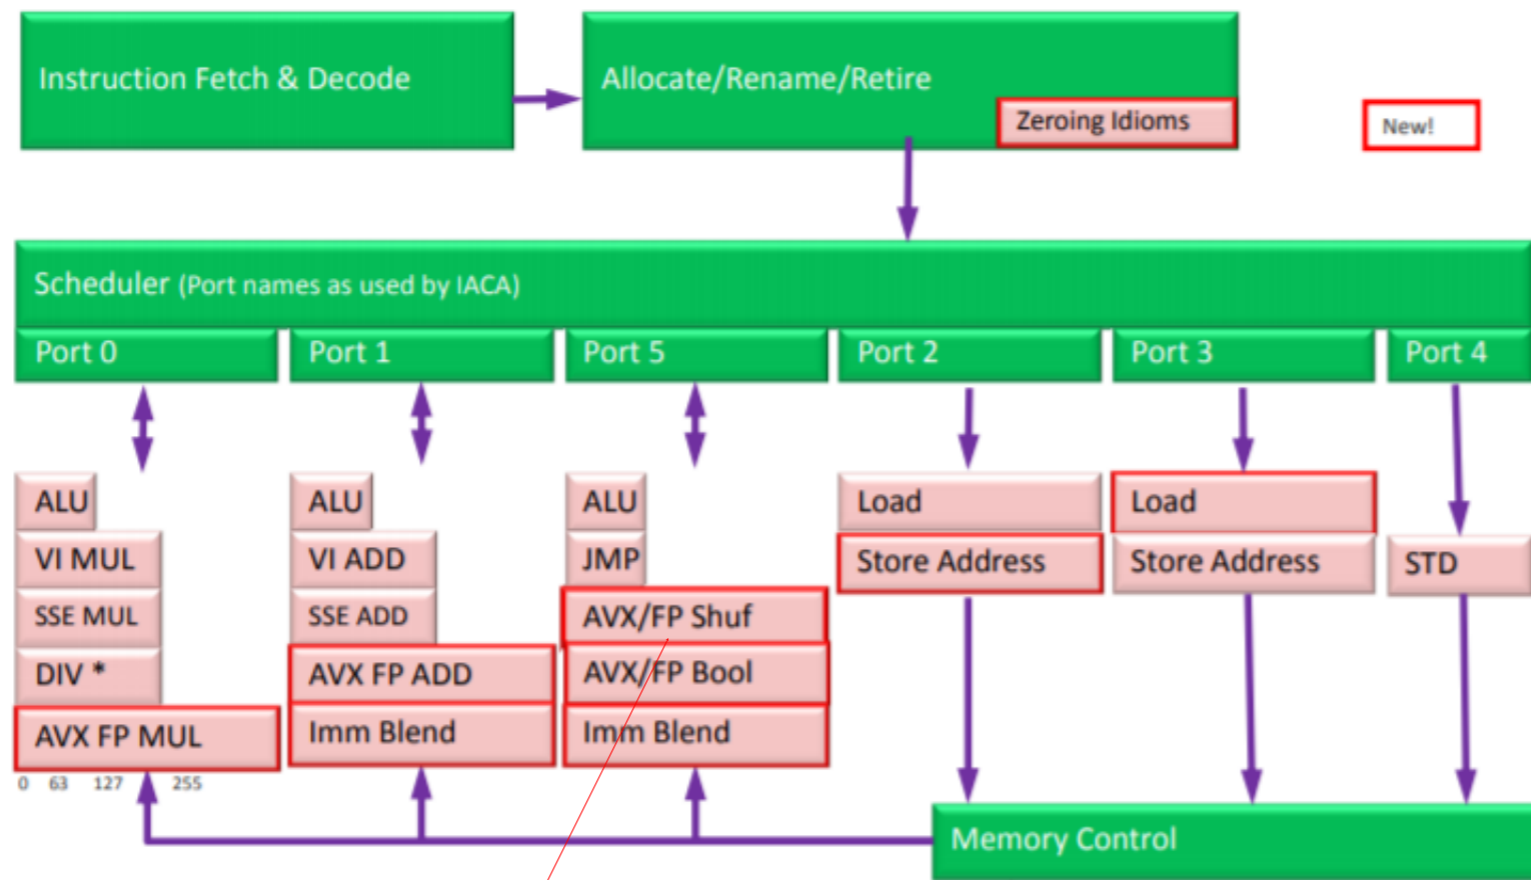 Instruction Fetch & Decode
Allocate/Rename/Retire
Zeroing Idioms
New!
Scheduler (Port names as used by IACA)
Port 0
Port 1
Port 5
Port 2
Port 3
Port 4
ALU
VI MUL
SSE MUL
DIV *
AVX FP MUL
0 63 127 255
ALU
VI ADD
SSE ADD
AVX FP ADD
Imm Blend
ALU
JMP
AVX/FP Shuf
AVX/FP Bool
Imm Blend
Load
Store Address
Load
Store Address
STD
Memory Control